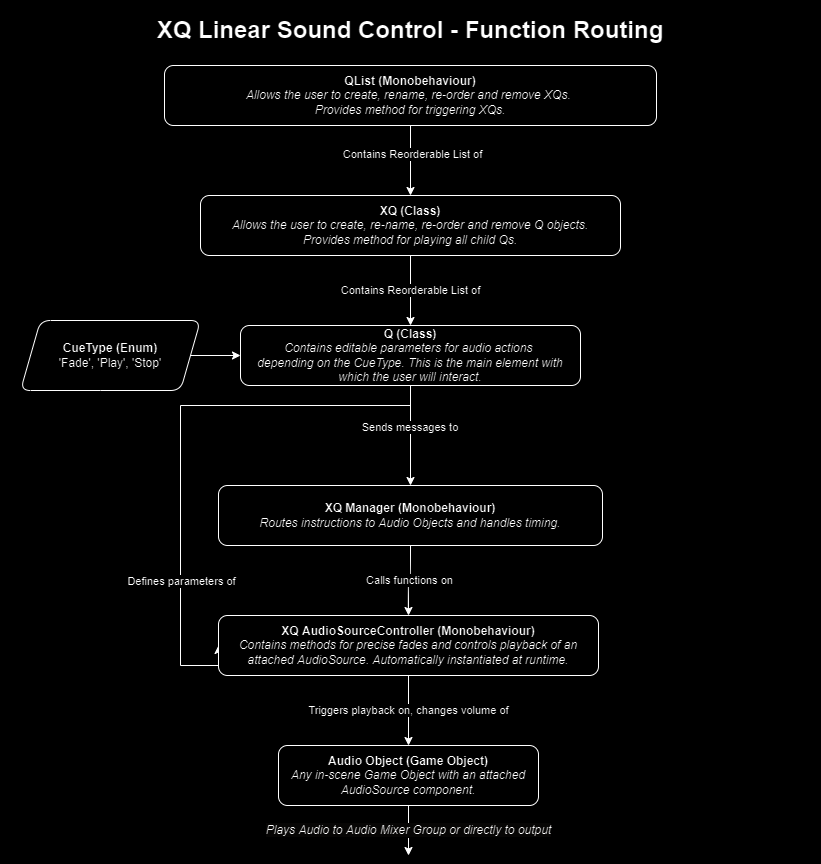 XQ Linear Sound Control - Function Routing
QList (Monobehaviour)
Allows the user to create, rename, re-order and remove XQs.
Provides method for triggering XQs.
Contains Reorderable List of
XQ (Class)
Allows the user to create, re-name, re-order and remove Q objects.
Provides method for playing all child Qs.
Contains Reorderable List of
CueType (Enum)
'Fade', 'Play', 'Stop'
Q (Class)
Contains editable parameters for audio actions
depending on the CueType. This is the main element with
which the user will interact.
Sends messages to
XQ Manager (Monobehaviour)
Routes instructions to Audio Objects and handles timing.
Defines parameters of
Calls functions on
XQ AudioSourceController (Monobehaviour)
Contains methods for precise fades and controls playback of an
attached AudioSource. Automatically instantiated at runtime.
Triggers playback on, changes volume of
Audio Object (Game Object)
Any in-scene Game Object with an attached
AudioSource component.
Plays Audio to Audio Mixer Group or directly to output